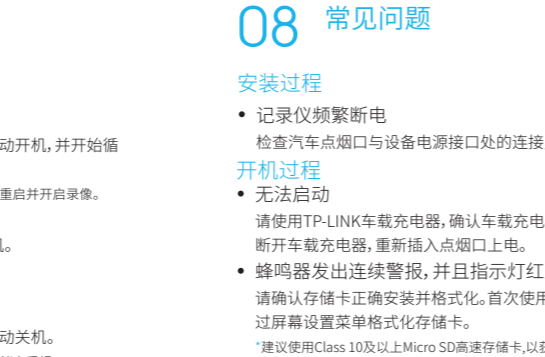 动开机，并开始循
重启并开启录像。
机。
动关机。
08 常见问题
安装过程
• 记录仪频繁断电
检查汽车点烟口与设备电源接口处的连接
开机过程
• 无法启动
请使用TP-LINK车载充电器，确认车载充电
断开车载充电器，重新插入点烟口上电。
• 蜂鸣器发出连续警报，并且指示灯红
请确认存储卡正确安装并格式化。首次使用
过屏幕设置菜单格式化存储卡。
*建议使用Class 10及以上Micro SD高速存储卡，以获